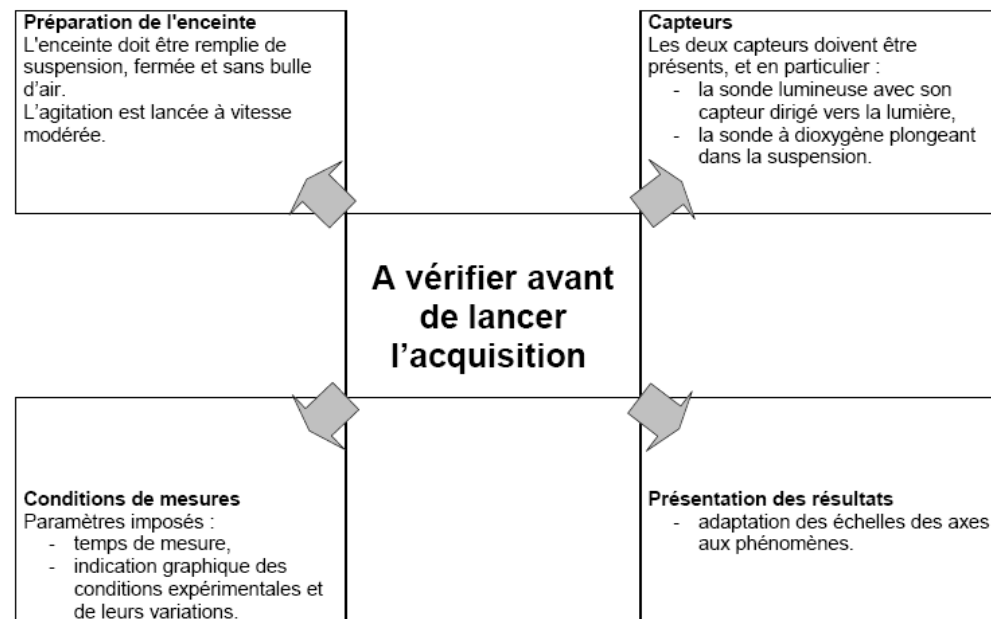 Préparation de l'enceinte
L'enceinte doit être remplie de
suspension, fermée et sans bulle
d'air.
L'agitation est lancée à vitesse
modérée.
Capteurs
Les deux capteurs doivent être
présents, et en particulier :
- la sonde lumineuse avec son
capteur dirigé vers la lumière,
- la sonde à dioxygène plongeant
dans la suspension.
A vérifier avant
de lancer
l'acquisition
Conditions de mesures
Paramètres imposés :
- temps de mesure,
- indication graphique des
conditions expérimentales et
de leurs variations.
Présentation des résultats
- adaptation des échelles des axes
aux phénomènes.